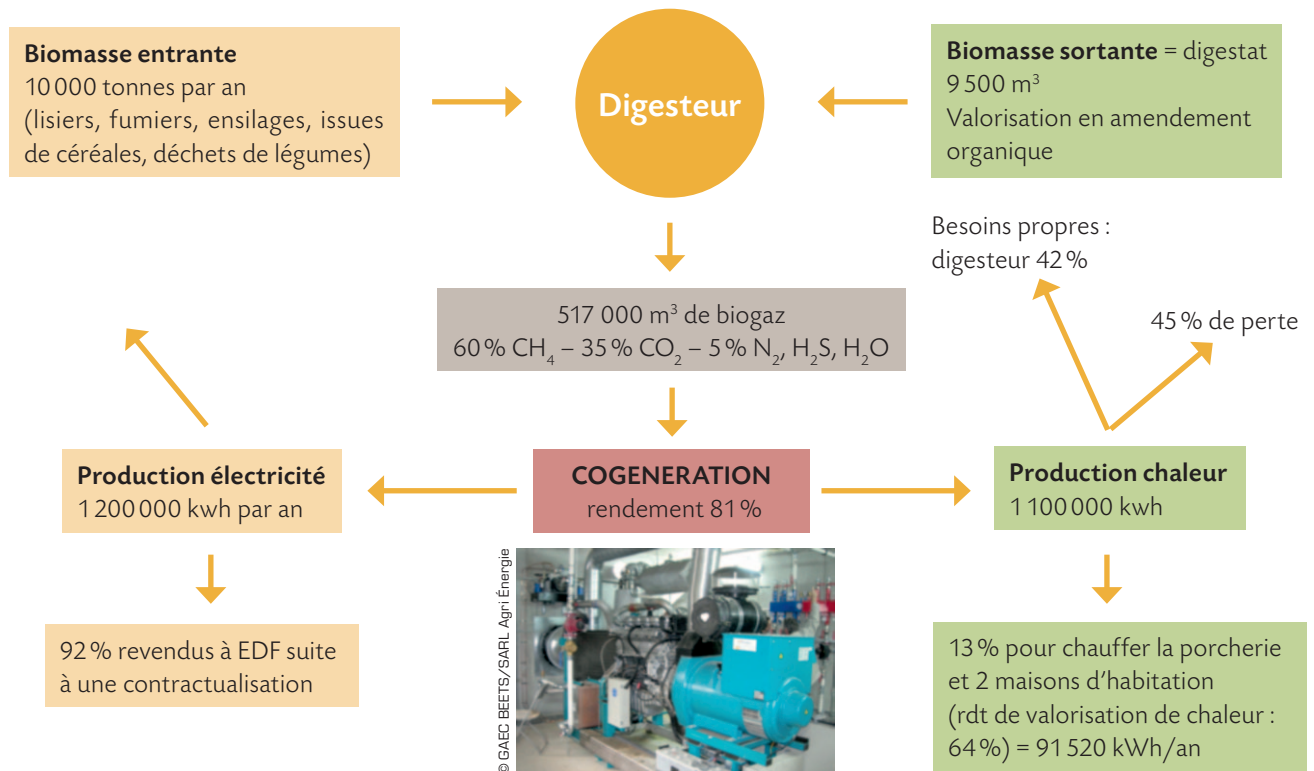 Biomasse entrante
10 000 tonnes par an
(lisiers, fumiers, ensilages, issues
de céréales, déchets de légumes)
Digesteur
Biomasse sortante = digestat
9 500 m³
Valorisation en amendement
organique
Besoins propres :
digesteur 42 %
45 % de perte
517 000 m³ de biogaz
60 % CH₄ – 35 % CO₂ – 5 % N₂, H₂S, H₂O
Production électricité
1 200 000 kwh par an
COGENERATION
rendement 81 %
Production chaleur
1 100 000 kwh
© GAEC BEETS/SARL Agri Énergie
92 % revendus à EDF suite
à une contractualisation
13 % pour chauffer la porcherie
et 2 maisons d'habitation
(rdt de valorisation de chaleur :
64 %) = 91 520 kWh/an